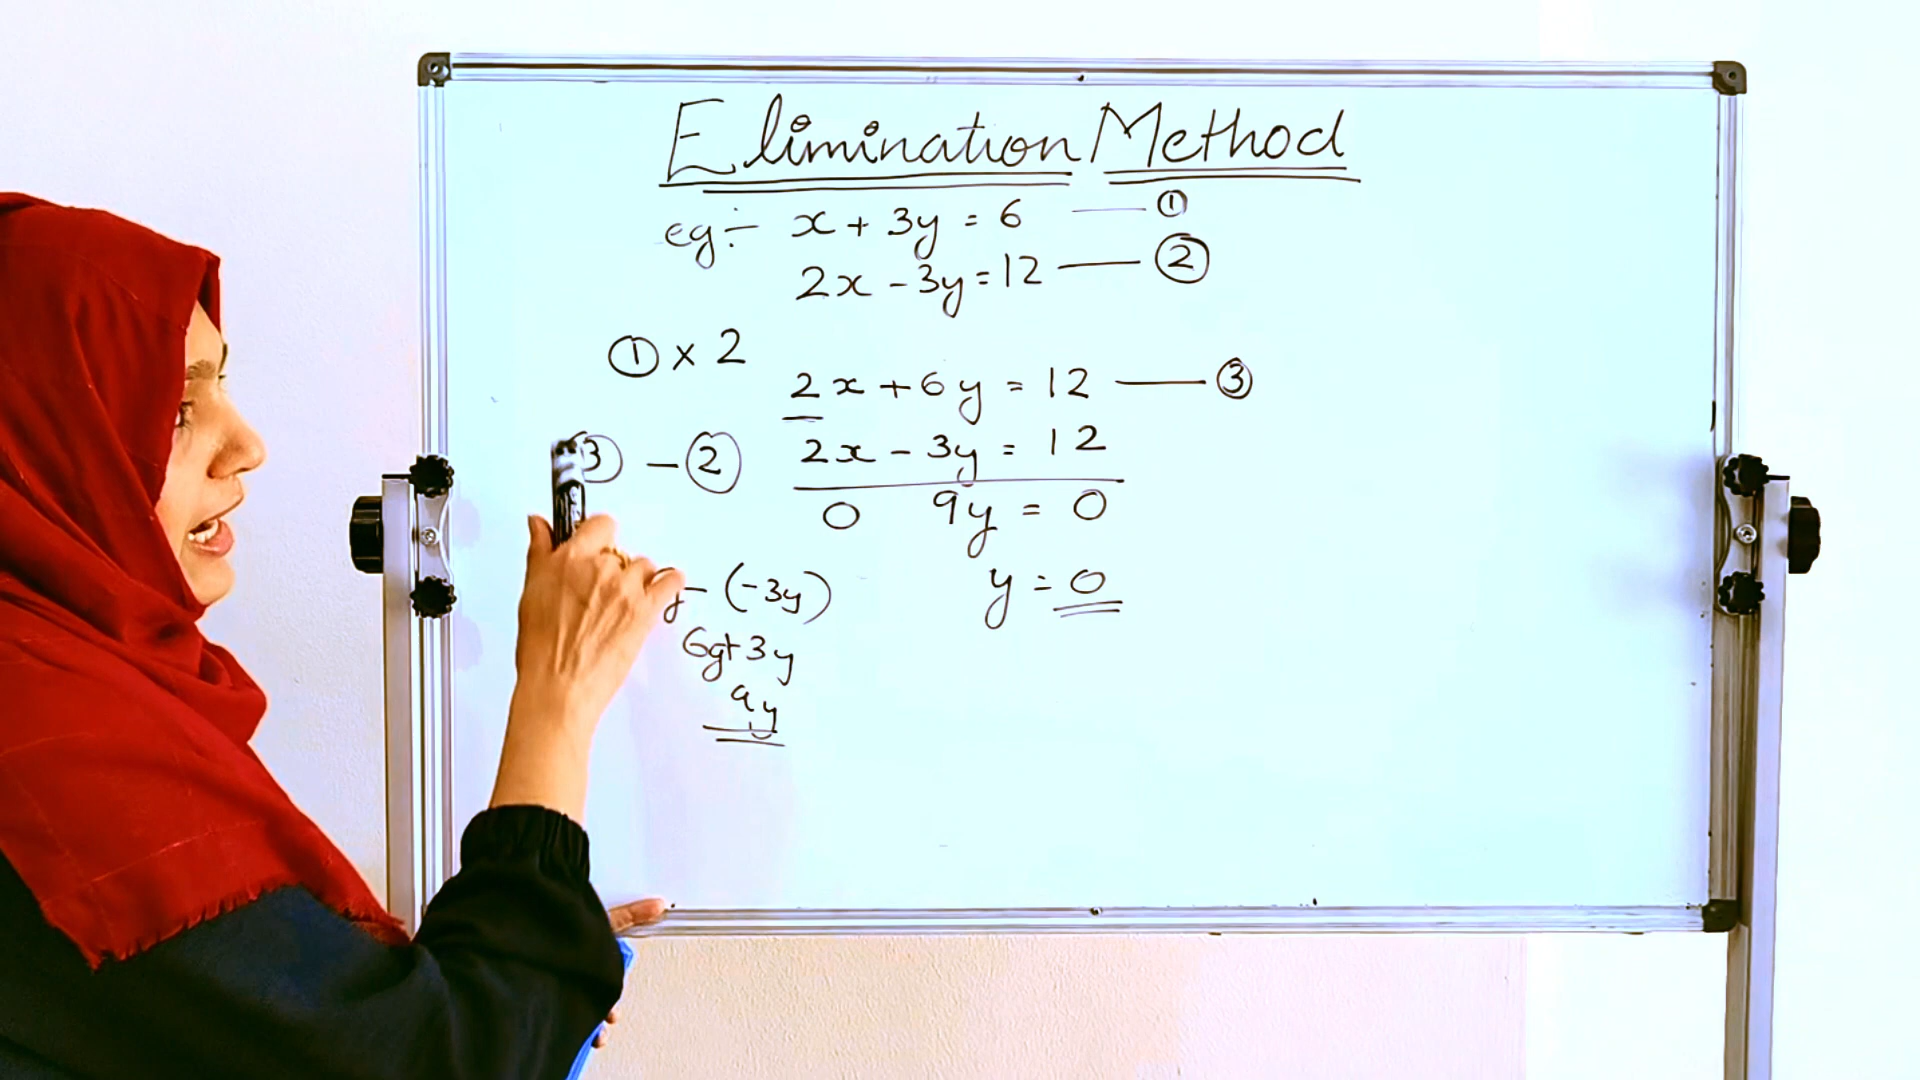 Elimination Method
eg:- x + 3y = 6 —— ①
2x - 3y = 12 —— ②
① x 2
2x + 6y = 12 —— ③
③ - ②
2x - 3y = 12
0 9y = 0
y - (-3y)
y = 0
6y+3y
9y